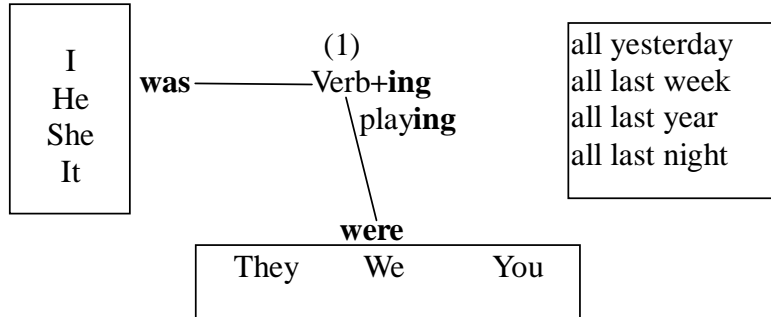 I
He
She
It
was
(1)
Verb+ing
playing
all yesterday
all last week
all last year
all last night
were
They We You